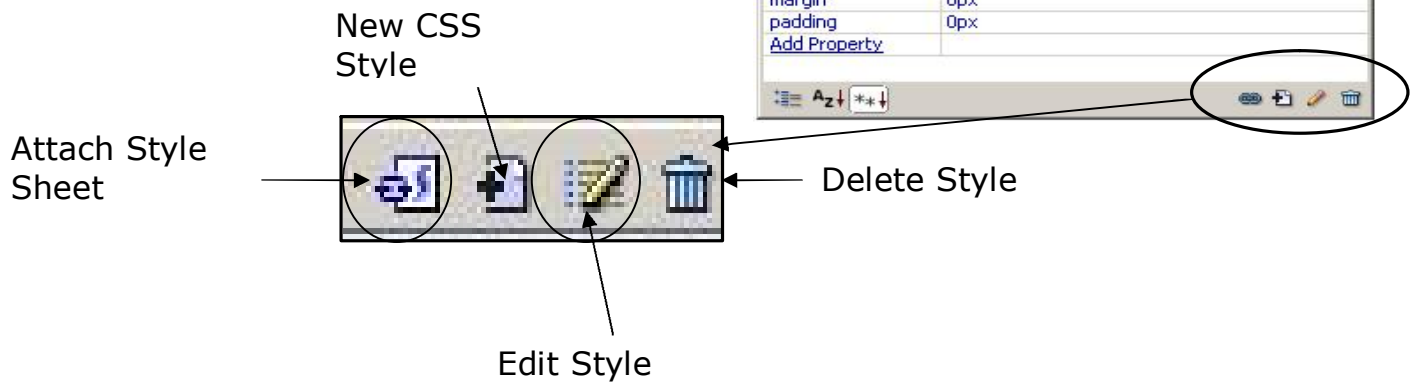 New CSS
Style
margin 0px
padding 0px
Add Property
Attach Style
Sheet
Delete Style
Edit Style